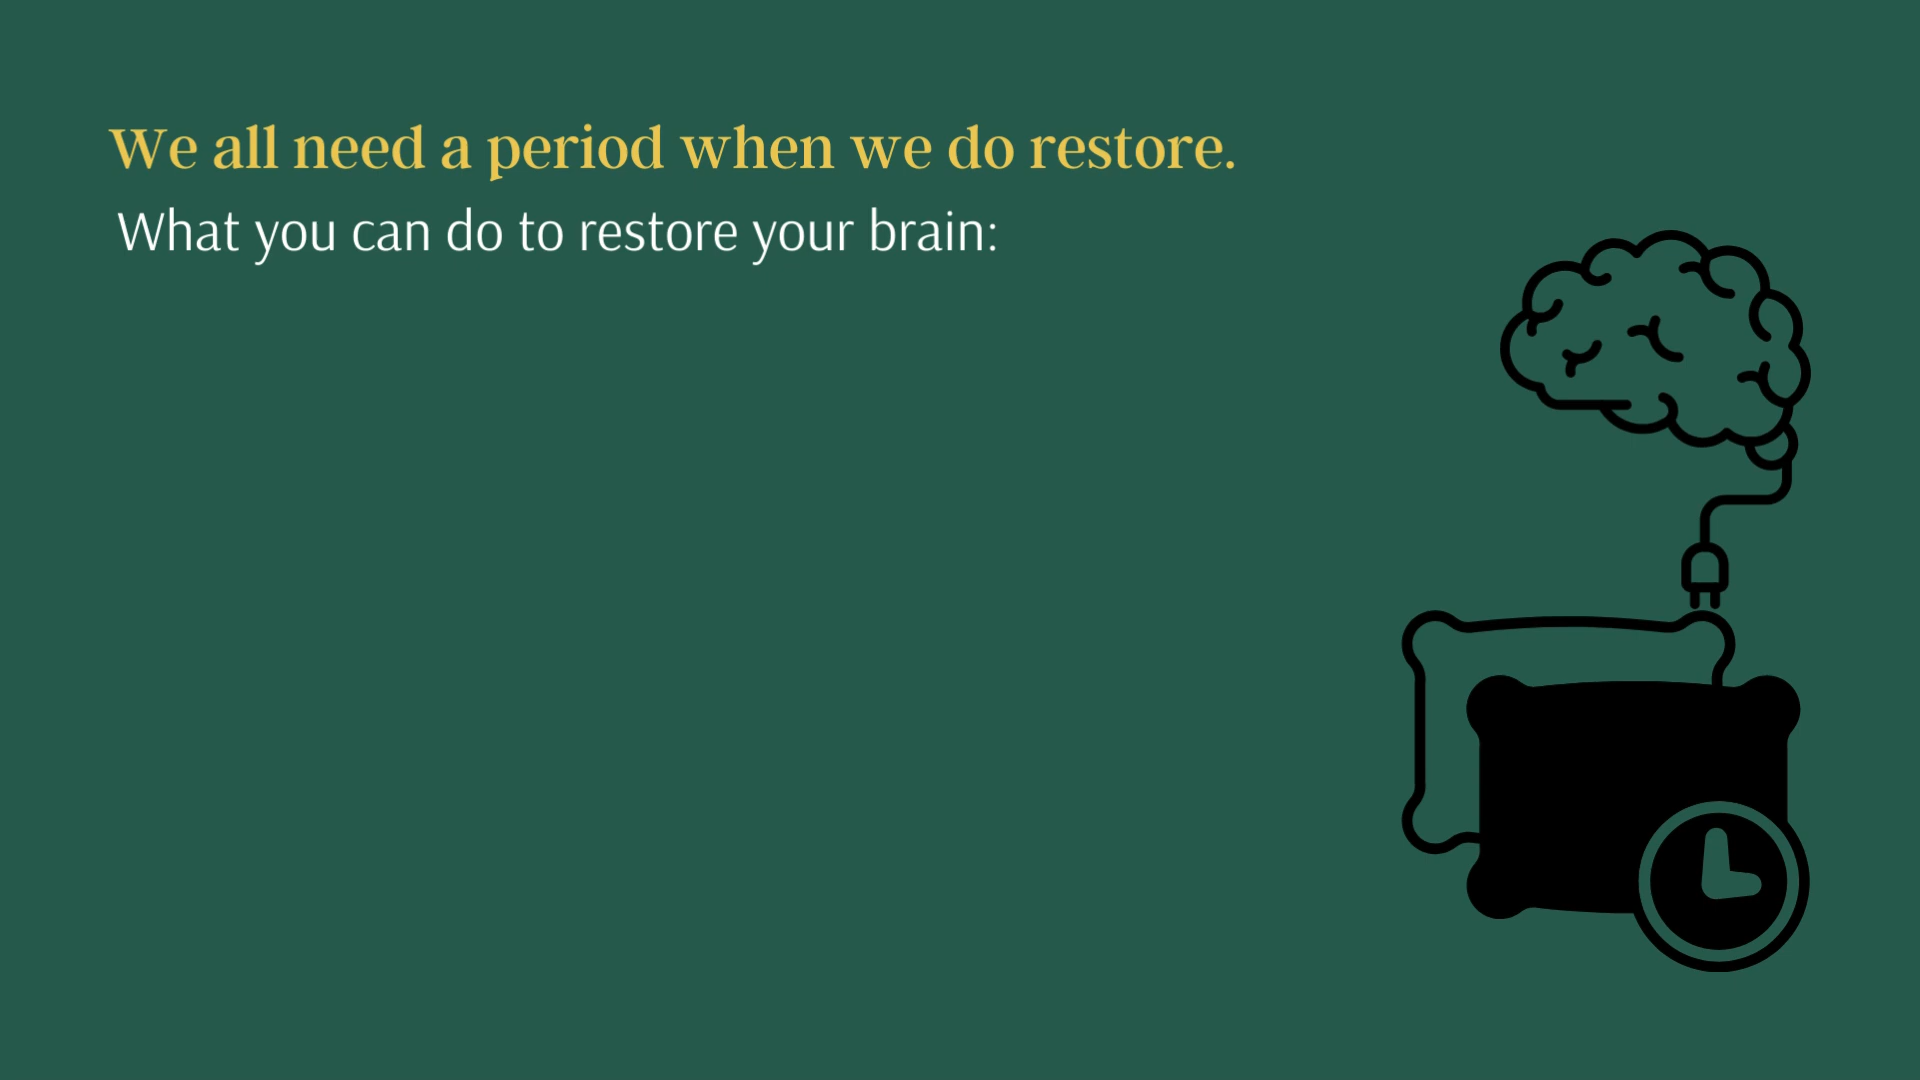 We all need a period when we do restore.
What you can do to restore your brain: